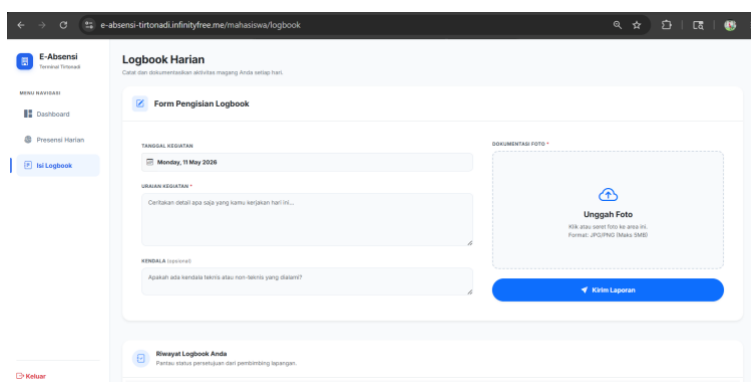 e-absensi-tirtonadi.infinityfree.me/mahasiswa/logbook
E-Absensi
Terminal Tirtonadi
MENU NAVIGASI
Dashboard
Presensi Harian
Isi Logbook
Keluar
Logbook Harian
Catat dan dokumentasikan aktivitas magang Anda setiap hari.
Form Pengisian Logbook
TANGGAL KEGIATAN
Monday, 11 May 2026
URAIAN KEGIATAN *
Ceritakan detail apa saja yang kamu kerjakan hari ini...
KENDALA (opsional)
Apakah ada kendala teknis atau non-teknis yang dialami?
DOKUMENTASI FOTO *
Unggah Foto
Klik atau seret foto ke area ini.
Format: JPG/PNG (Maks 5MB)
Kirim Laporan
Riwayat Logbook Anda
Pantau status persetujuan dari pembimbing lapangan.